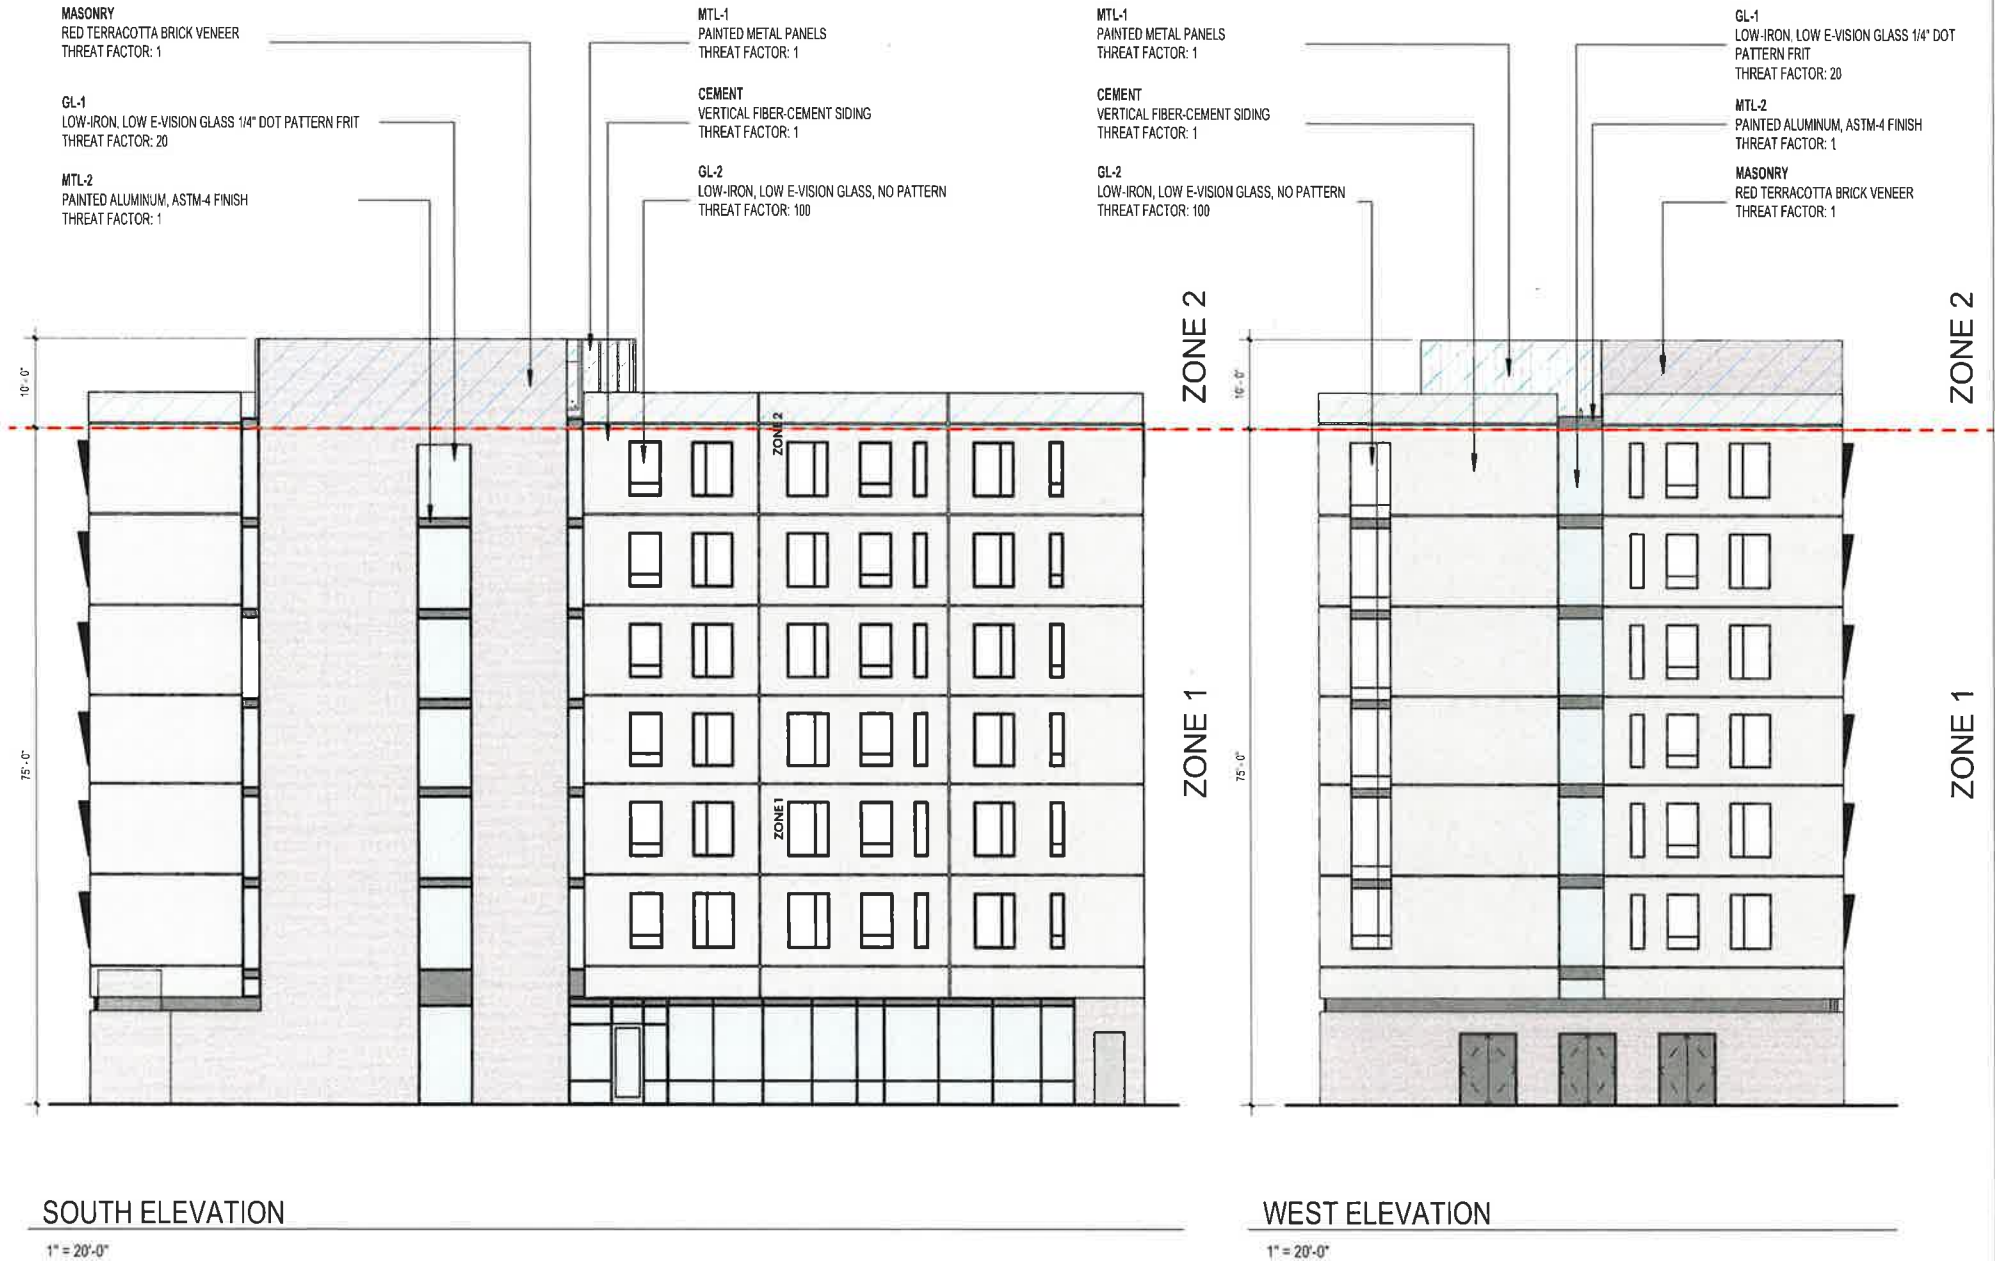 MASONRY
RED TERRACOTTA BRICK VENEER
THREAT FACTOR: 1
GL-1
LOW-IRON, LOW E-VISION GLASS 1/4" DOT PATTERN FRIT
THREAT FACTOR: 20
MTL-2
PAINTED ALUMINUM, ASTM-4 FINISH
THREAT FACTOR: 1
MTL-1
PAINTED METAL PANELS
THREAT FACTOR: 1
CEMENT
VERTICAL FIBER-CEMENT SIDING
THREAT FACTOR: 1
GL-2
LOW-IRON, LOW E-VISION GLASS, NO PATTERN
THREAT FACTOR: 100
10'-0"
75'-0"
ZONE 2
ZONE 1
ZONE 2
ZONE 1
SOUTH ELEVATION
1" = 20'-0"
MTL-1
PAINTED METAL PANELS
THREAT FACTOR: 1
CEMENT
VERTICAL FIBER-CEMENT SIDING
THREAT FACTOR: 1
GL-2
LOW-IRON, LOW E-VISION GLASS, NO PATTERN
THREAT FACTOR: 100
GL-1
LOW-IRON, LOW E-VISION GLASS 1/4" DOT
PATTERN FRIT
THREAT FACTOR: 20
MTL-2
PAINTED ALUMINUM, ASTM-4 FINISH
THREAT FACTOR: 1
MASONRY
RED TERRACOTTA BRICK VENEER
THREAT FACTOR: 1
10'-0"
75'-0"
ZONE 2
ZONE 1
WEST ELEVATION
1" = 20'-0"